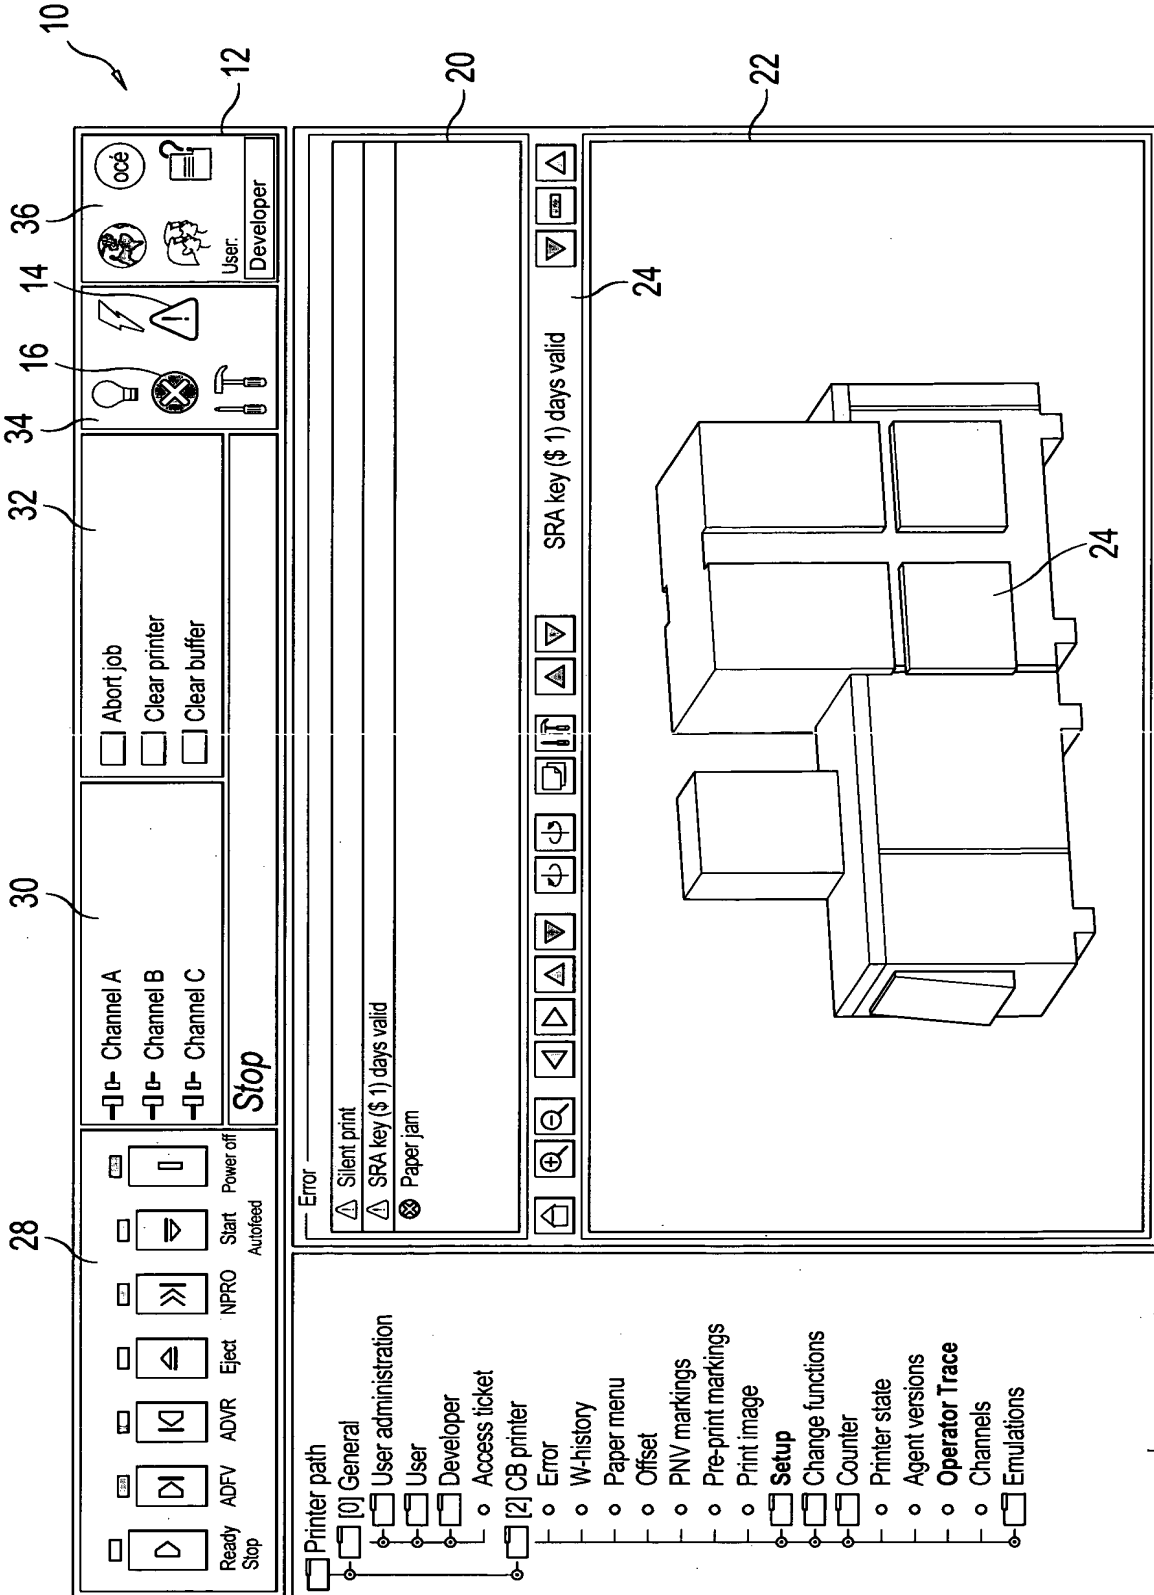 10
28
30
32
34
16
14
36
12
Ready
Stop
ADFV
ADVR
Eject
NPRO
Start
Autofeed
Power off
Channel A
Channel B
Channel C
Stop
Abort job
Clear printer
Clear buffer
océ
User:
Developer
Printer path
[0] General
User administration
User
Developer
Access ticket
[2] CB printer
Error
W-history
Paper menu
Offset
PNV markings
Pre-print markings
Print image
Setup
Change functions
Counter
Printer state
Agent versions
Operator Trace
Channels
Emulations
Error
Silent print
SRA key ($ 1) days valid
Paper jam
20
SRA key ($ 1) days valid
24
22
24